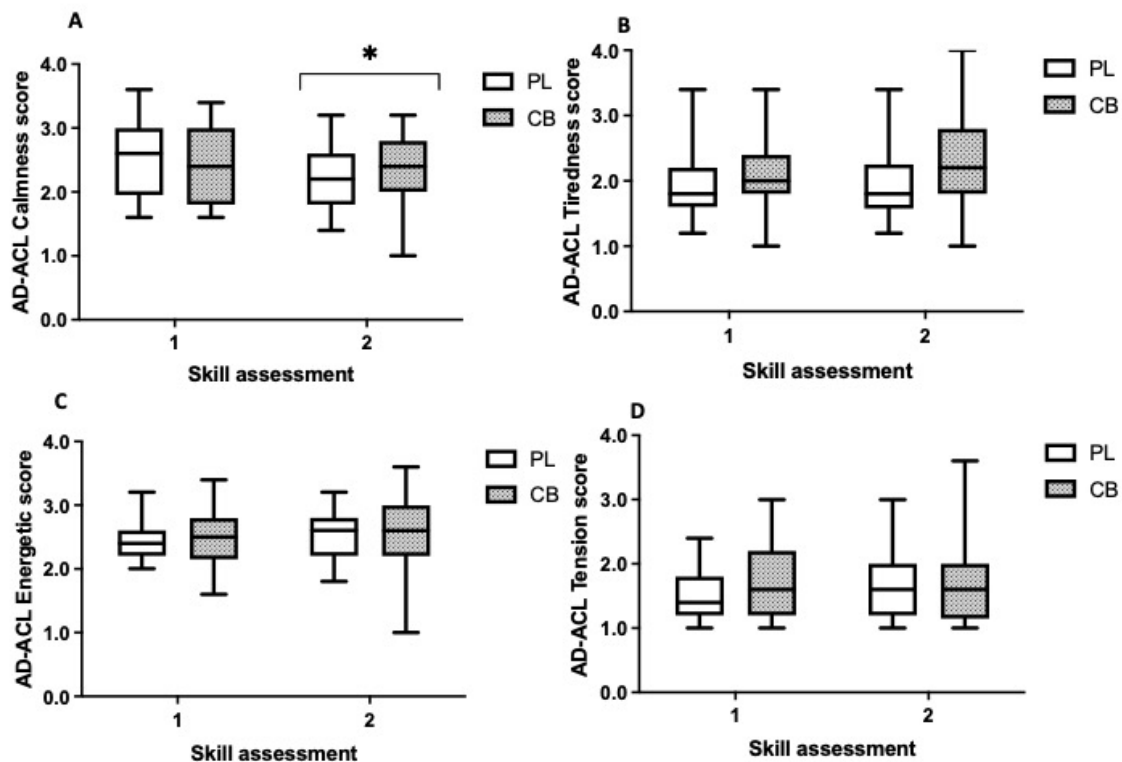 A
AD-ACL Calmness score
4.0
3.0
2.0
1.0
0.0
*
PL
CB
1
2
Skill assessment
B
AD-ACL Tiredness score
4.0
3.0
2.0
1.0
0.0
PL
CB
1
2
Skill assessment
C
AD-ACL Energetic score
4.0
3.0
2.0
1.0
0.0
PL
CB
1
2
Skill assessment
D
AD-ACL Tension score
4.0
3.0
2.0
1.0
0.0
PL
CB
1
2
Skill assessment